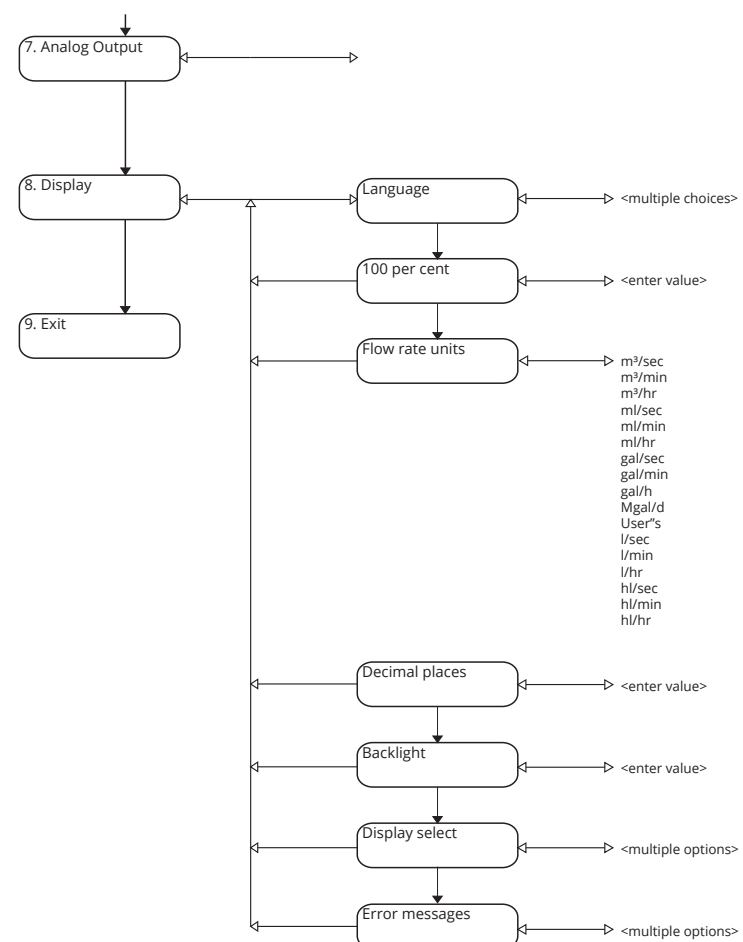 7. Analog Output
8. Display
Language
<multiple choices>
100 per cent
<enter value>
9. Exit
Flow rate units
m³/sec
m³/min
m³/hr
ml/sec
ml/min
ml/hr
gal/sec
gal/min
gal/h
Mgal/d
User"s
l/sec
l/min
l/hr
hl/sec
hl/min
hl/hr
Decimal places
<enter value>
Backlight
<enter value>
Display select
<multiple options>
Error messages
<multiple options>